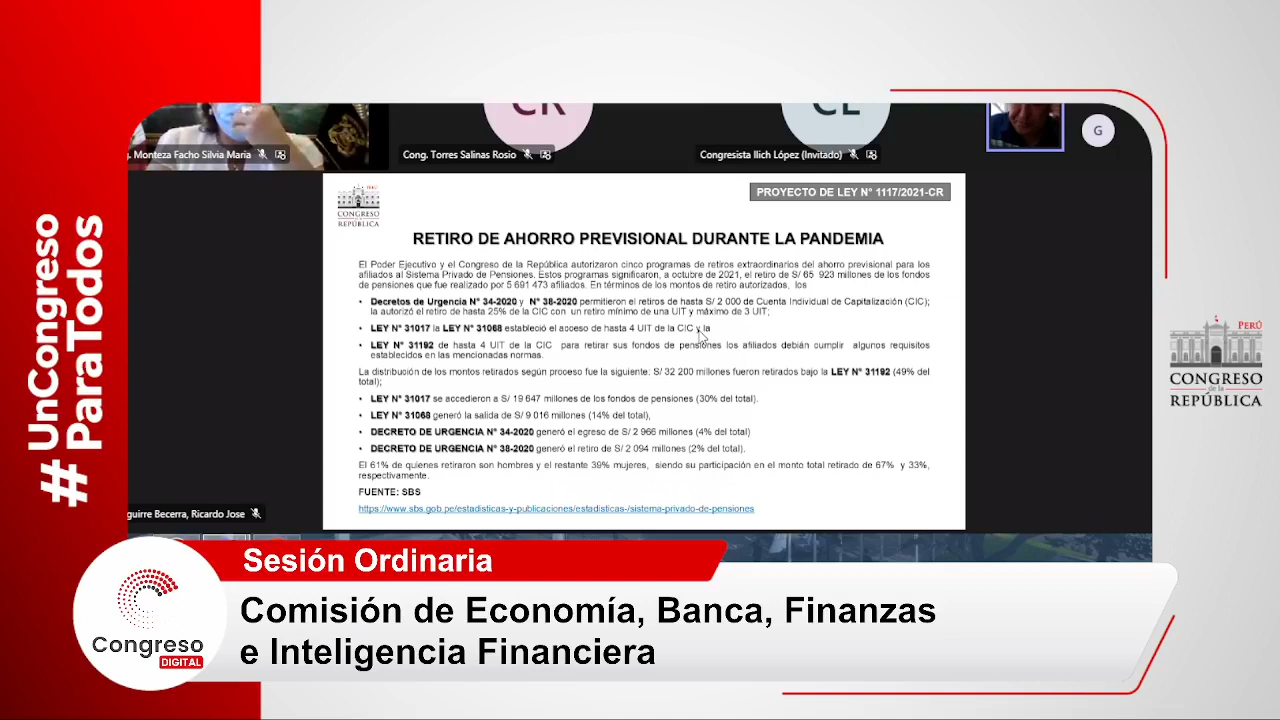 #UnCongreso
ParaTodos
Monteza Facho Silvia Maria
Cong. Torres Salinas Rosio
Congresista Ilich López (Invitado)
G
CONGRESO
REPÚBLICA
PERÚ
PROYECTO DE LEY N° 1117/2021-CR
RETIRO DE AHORRO PREVISIONAL DURANTE LA PANDEMIA
El Poder Ejecutivo y el Congreso de la República autorizaron cinco programas de retiros extraordinarios del ahorro previsional para los
afiliados al Sistema Privado de Pensiones. Estos programas significaron, a octubre de 2021, el retiro de S/ 65 923 millones de los fondos
de pensiones que fue realizado por 5 691 473 afiliados. En términos de los montos de retiro autorizados, los
• Decretos de Urgencia N° 34-2020 y N° 38-2020 permitieron el retiros de hasta S/ 2 000 de Cuenta Individual de Capitalización (CIC);
la autorizó el retiro de hasta 25% de la CIC con un retiro mínimo de una UIT y máximo de 3 UIT;
• LEY N° 31017 la LEY N° 31068 estableció el acceso de hasta 4 UIT de la CIC y la
• LEY N° 31192 de hasta 4 UIT de la CIC para retirar sus fondos de pensiones los afiliados debián cumplir algunos requisitos
establecidos en las mencionadas normas.
La distribución de los montos retirados según proceso fue la siguiente: S/ 32 200 millones fueron retirados bajo la LEY N° 31192 (49% del
total);
• LEY N° 31017 se accedieron a S/ 19 647 millones de los fondos de pensiones (30% del total).
• LEY N° 31068 generó la salida de S/ 9 016 millones (14% del total),
• DECRETO DE URGENCIA N° 34-2020 generó el egreso de S/ 2 966 millones (4% del total)
• DECRETO DE URGENCIA N° 38-2020 generó el retiro de S/ 2 094 millones (2% del total).
El 61% de quienes retiraron son hombres y el restante 39% mujeres, siendo su participación en el monto total retirado de 67% y 33%,
respectivamente.
FUENTE: SBS
https://www.sbs.gob.pe/estadisticas-y-publicaciones/estadisticas-/sistema-privado-de-pensiones
guirre Becerra, Ricardo Jose
PERÚ
CONGRESO
de la
REPÚBLICA
Sesión Ordinaria
Comisión de Economía, Banca, Finanzas
e Inteligencia Financiera
Congreso
DIGITAL